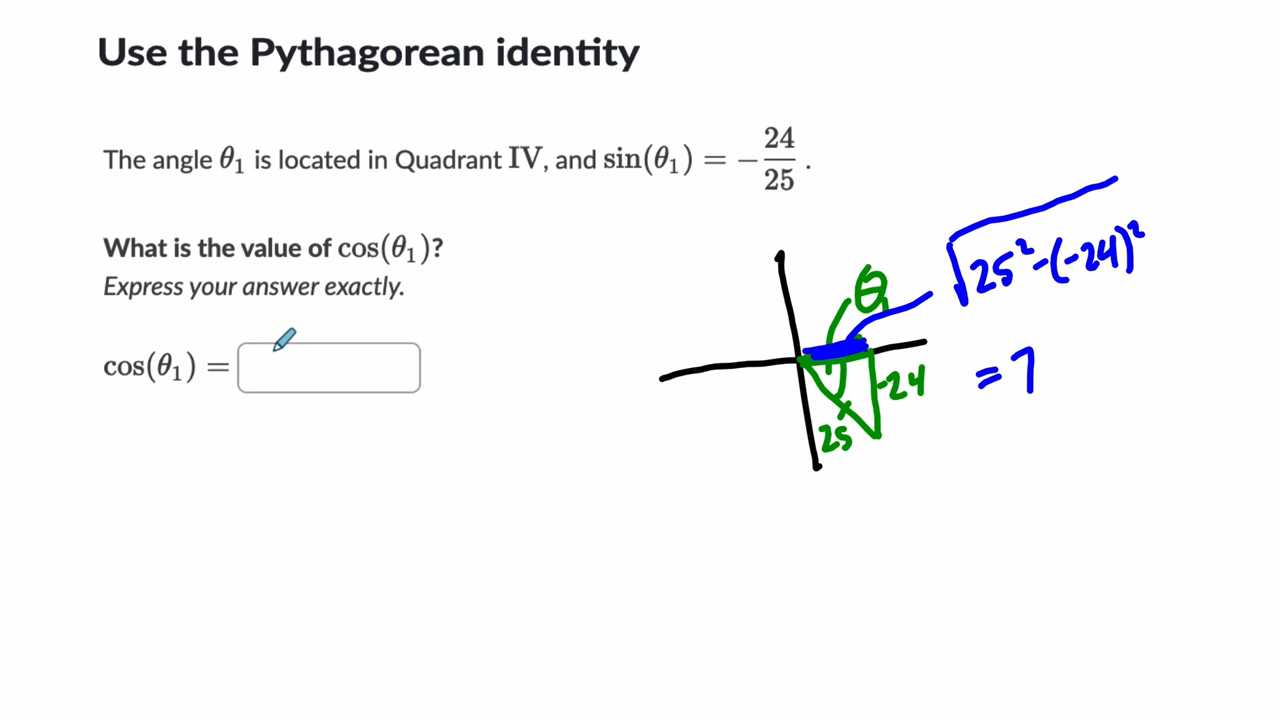 Use the Pythagorean identity
The angle θ₁ is located in Quadrant IV, and sin(θ₁) = −24/25.
What is the value of cos(θ₁)?
Express your answer exactly.
cos(θ₁) =
θ₁
√25²-(-24)²
-24
25
= 7